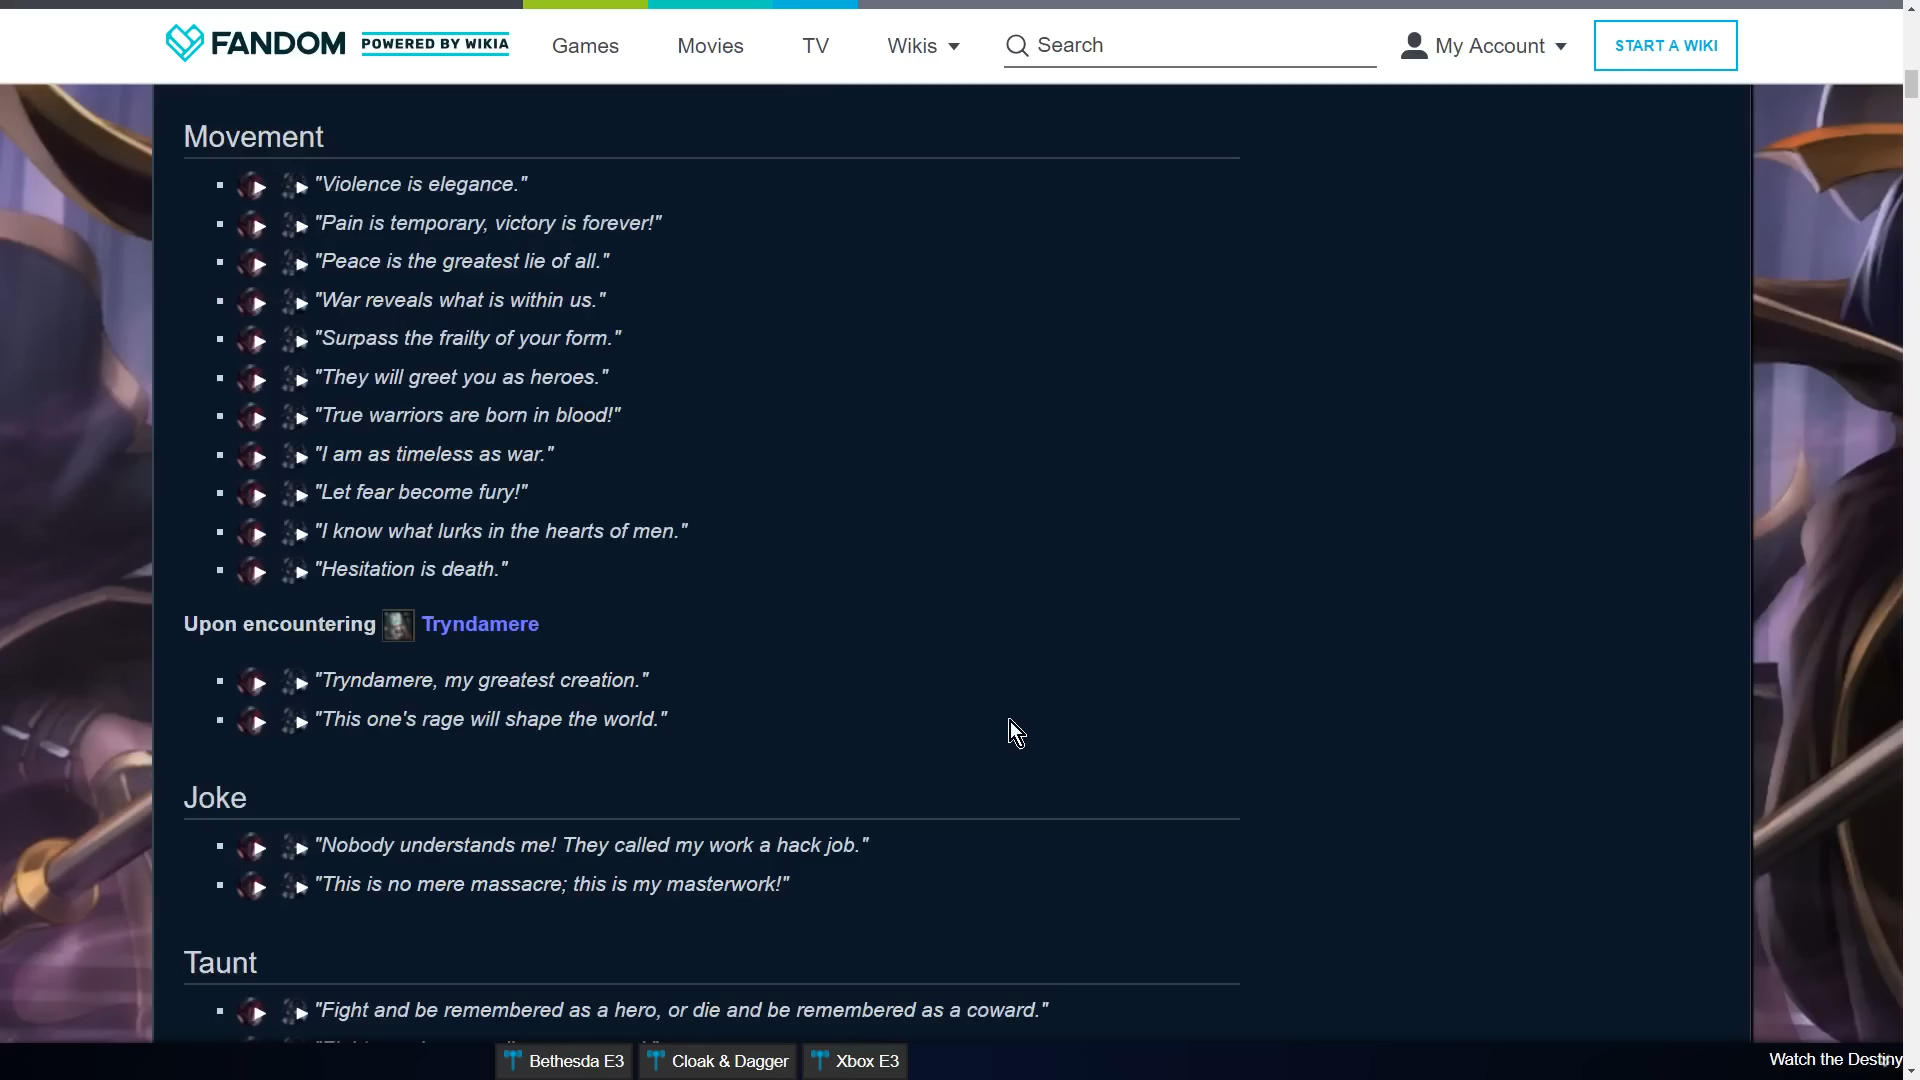 FANDOM POWERED BY WIKIA Games Movies TV Wikis Search My Account START A WIKI
Movement
"Violence is elegance."
"Pain is temporary, victory is forever!"
"Peace is the greatest lie of all."
"War reveals what is within us."
"Surpass the frailty of your form."
"They will greet you as heroes."
"True warriors are born in blood!"
"I am as timeless as war."
"Let fear become fury!"
"I know what lurks in the hearts of men."
"Hesitation is death."
Upon encountering Tryndamere
"Tryndamere, my greatest creation."
"This one's rage will shape the world."
Joke
"Nobody understands me! They called my work a hack job."
"This is no mere massacre; this is my masterwork!"
Taunt
"Fight and be remembered as a hero, or die and be remembered as a coward."
Bethesda E3 Cloak & Dagger Xbox E3 Watch the Destiny